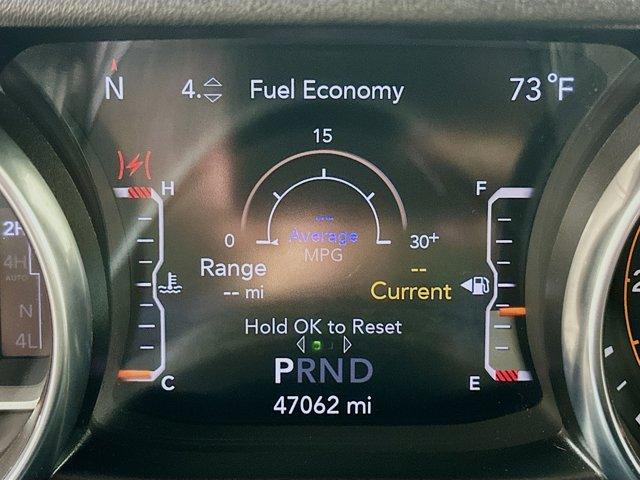 N 4. Fuel Economy 73°F
15
H F
2H
0 -- 30+
Average
4H
AUTO
MPG
Range --
-- mi Current
N
Hold OK to Reset
4L
PRND
C E
47062 mi